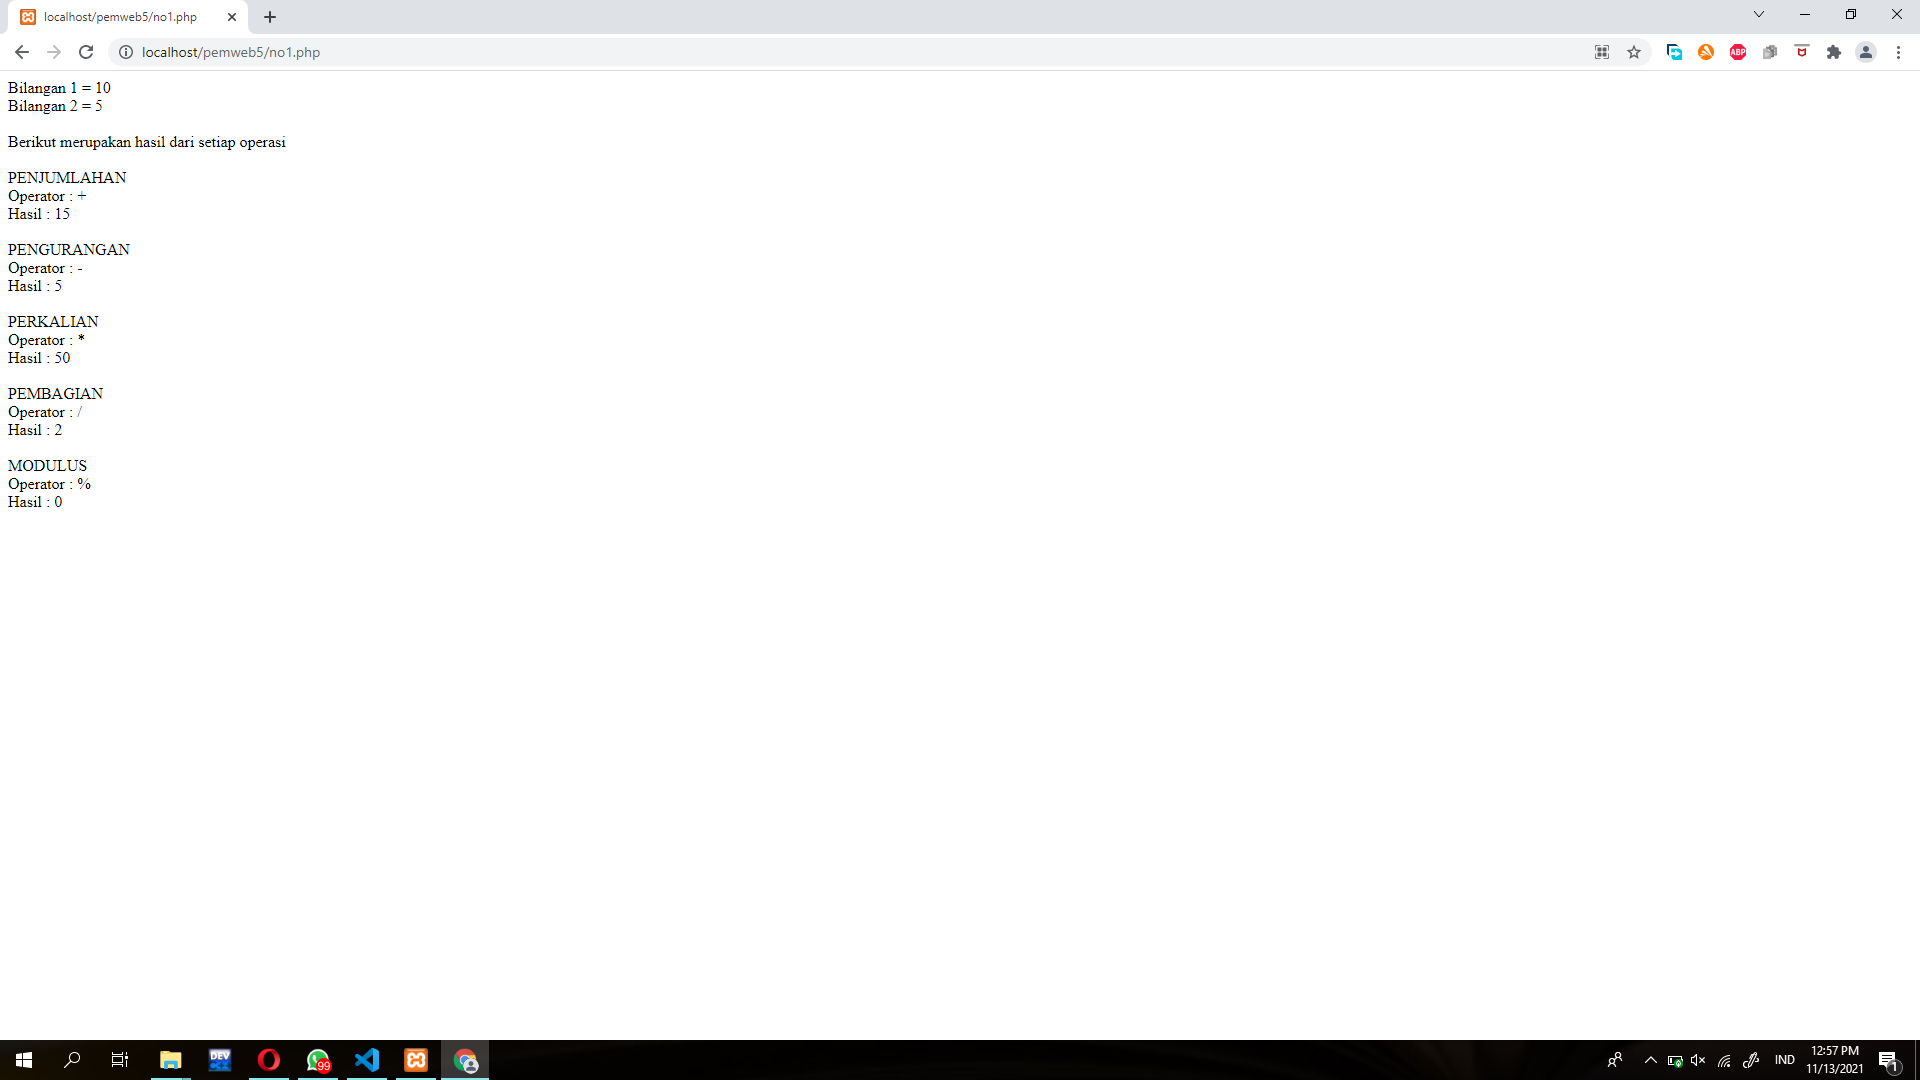 localhost/pemweb5/no1.php
localhost/pemweb5/no1.php
ABP
Bilangan 1 = 10
Bilangan 2 = 5
Berikut merupakan hasil dari setiap operasi
PENJUMLAHAN
Operator : +
Hasil : 15
PENGURANGAN
Operator : -
Hasil : 5
PERKALIAN
Operator : *
Hasil : 50
PEMBAGIAN
Operator : /
Hasil : 2
MODULUS
Operator : %
Hasil : 0
DEV
99
IND
12:57 PM
11/13/2021
1